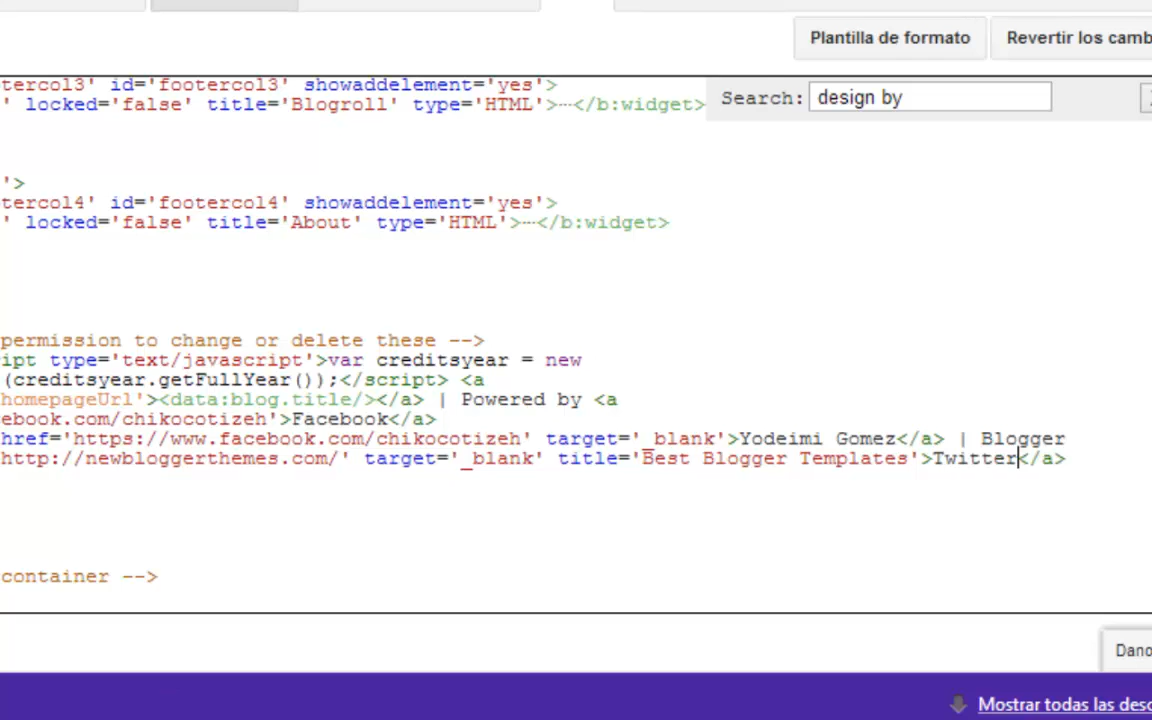 Plantilla de formato
Revertir los camb
tercol3' id='footercol3' showaddelement='yes'>
' locked='false' title='Blogroll' type='HTML'>···</b:widget>
Search: design by
'>
tercol4' id='footercol4' showaddelement='yes'>
' locked='false' title='About' type='HTML'>···</b:widget>
permission to change or delete these -->
ipt type='text/javascript'>var creditsyear = new
(creditsyear.getFullYear());</script> <a
homepageUrl'><data:blog.title/></a> | Powered by <a
cebook.com/chikocotizeh'>Facebook</a>
href='https://www.facebook.com/chikocotizeh' target='_blank'>Yodeimi Gomez</a> | Blogger
http://newbloggerthemes.com/' target='_blank' title='Best Blogger Templates'>Twitter</a>
container -->
Dano
Mostrar todas las desc